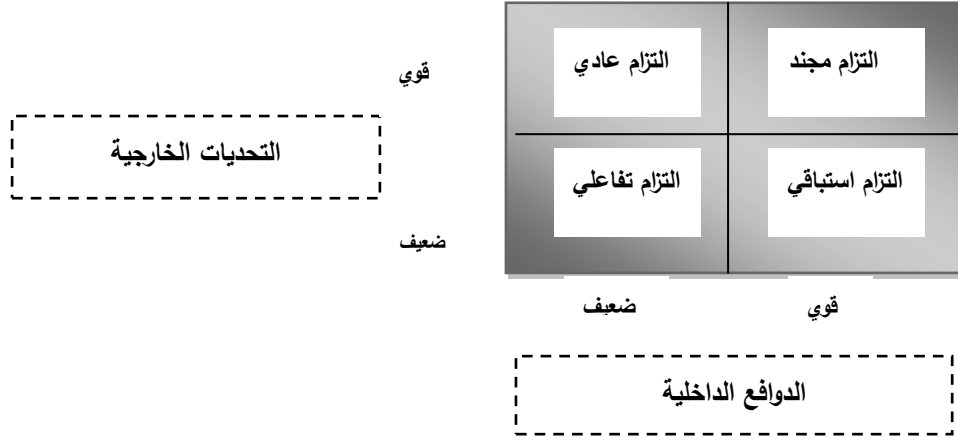 التزام مجند
التزام عادي
قوي
التحديات الخارجية
التزام استباقي
التزام تفاعلي
ضعيف
قوي
ضعيف
الدوافع الداخلية